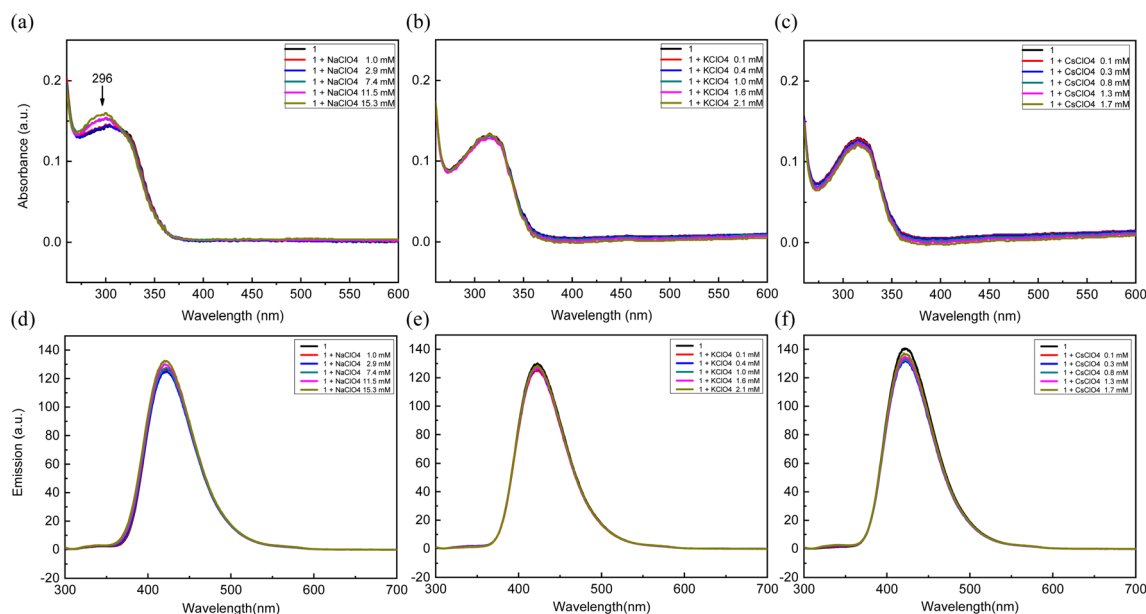 (a)
296
1
1 + NaClO4 1.0 mM
1 + NaClO4 2.9 mM
1 + NaClO4 7.4 mM
1 + NaClO4 11.5 mM
1 + NaClO4 15.3 mM
0.2
0.1
0.0
Absorbance (a.u.)
300 350 400 450 500 550 600
Wavelength (nm)
(b)
1
1 + KClO4 0.1 mM
1 + KClO4 0.4 mM
1 + KClO4 1.0 mM
1 + KClO4 1.6 mM
1 + KClO4 2.1 mM
0.2
0.1
0.0
300 350 400 450 500 550 600
Wavelength (nm)
(c)
1
1 + CsClO4 0.1 mM
1 + CsClO4 0.3 mM
1 + CsClO4 0.8 mM
1 + CsClO4 1.3 mM
1 + CsClO4 1.7 mM
0.2
0.1
0.0
300 350 400 450 500 550 600
Wavelength (nm)
(d)
1
1 + NaClO4 1.0 mM
1 + NaClO4 2.9 mM
1 + NaClO4 7.4 mM
1 + NaClO4 11.5 mM
1 + NaClO4 15.3 mM
140
120
100
80
60
40
20
0
-20
Emission (a.u.)
300 400 500 600 700
Wavelength(nm)
(e)
1
1 + KClO4 0.1 mM
1 + KClO4 0.4 mM
1 + KClO4 1.0 mM
1 + KClO4 1.6 mM
1 + KClO4 2.1 mM
140
120
100
80
60
40
20
0
-20
300 400 500 600 700
Wavelength(nm)
(f)
1
1 + CsClO4 0.1 mM
1 + CsClO4 0.3 mM
1 + CsClO4 0.8 mM
1 + CsClO4 1.3 mM
1 + CsClO4 1.7 mM
140
120
100
80
60
40
20
0
-20
300 400 500 600 700
Wavelength(nm)